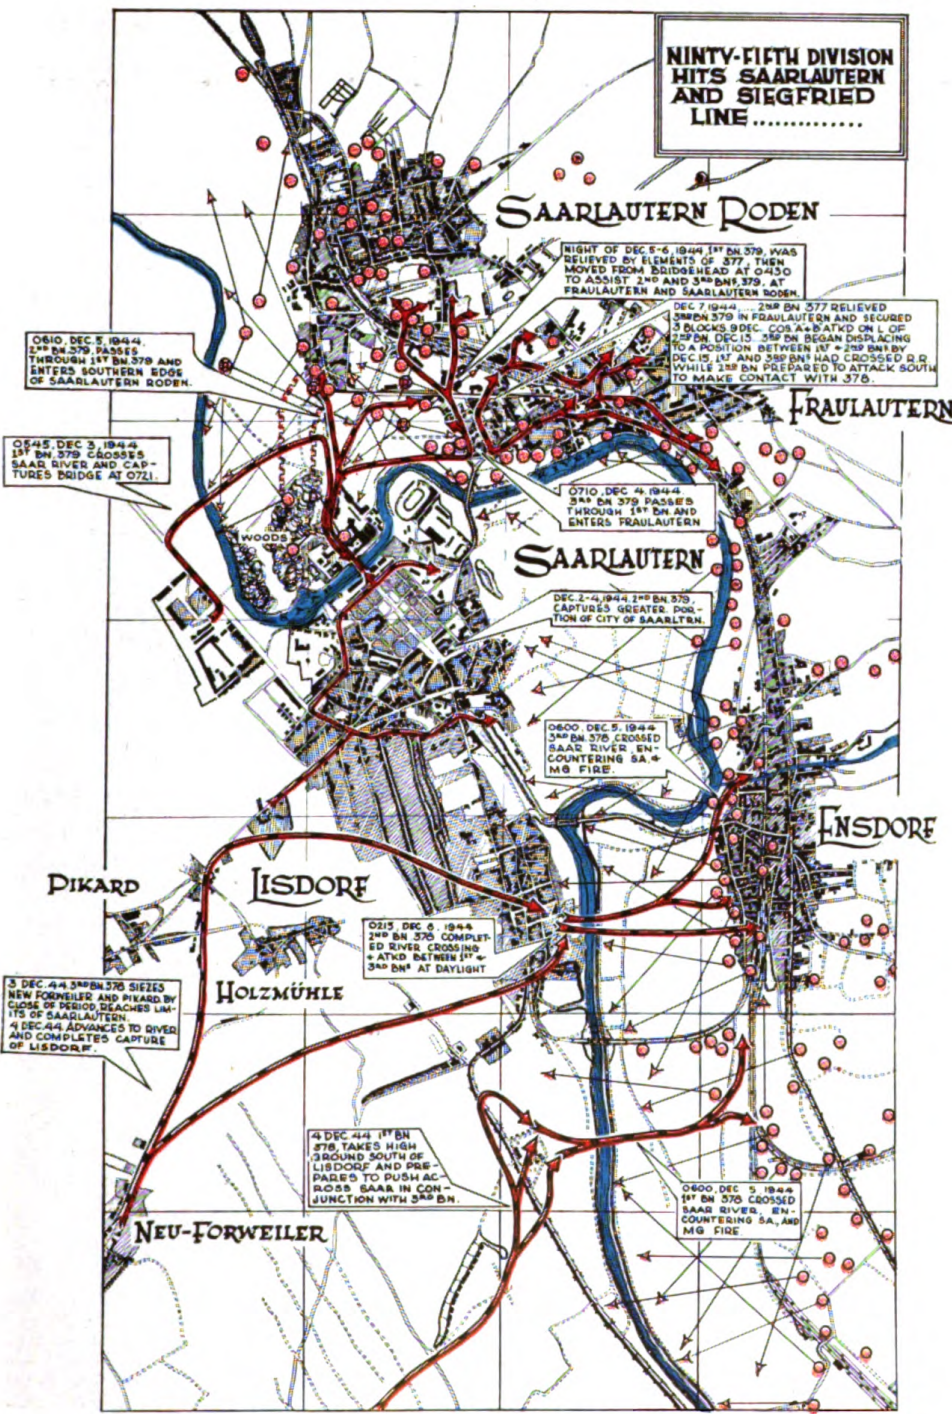 NINTY-FIFTH DIVISION
HITS SAARLAUTERN
AND SIEGFRIED
LINE..............
SAARLAUTERN RODEN
NIGHT OF DEC. 5-6, 1944, 1ST BN. 379, WAS
RELIEVED BY ELEMENTS OF 377, THEN
MOVED FROM BRIDGEHEAD AT 0430
TO ASSIST 2ND AND 3RD BNS, 379, AT
FRAULAUTERN AND SAARLAUTERN RODEN.
DEC 7, 1944.... 2ND BN 377 RELIEVED
3RD BN 379 IN FRAULAUTERN AND SECURED
3 BLOCKS. 9 DEC. COS. A+B ATKD ON L OF
2ND BN. DEC 13. 3RD BN BEGAN DISPLACING
TO A POSITION BETWEEN 1ST + 2ND BNS BY
DEC. 15, 1ST AND 3RD BNS HAD CROSSED R.R.
WHILE 2ND BN PREPARED TO ATTACK SOUTH
TO MAKE CONTACT WITH 378.
0610, DEC. 5, 1944.
2ND BN. 379, PASSES
THROUGH 1ST BN. 379 AND
ENTERS SOUTHERN EDGE
OF SAARLAUTERN RODEN.
FRAULAUTERN
0545, DEC 3, 1944
1ST BN. 379 CROSSES
SAAR RIVER AND CAP-
TURES BRIDGE AT 0721.
RIVER
0710, DEC 4, 1944.
3RD BN 379 PASSES
THROUGH 1ST BN. AND
ENTERS FRAULAUTERN
WOODS
SAARLAUTERN
DEC. 2-4, 1944. 2ND BN. 379,
CAPTURES GREATER POR-
TION OF CITY OF SAARLTRN.
0600, DEC. 5, 1944
3RD BN. 378 CROSSED
SAAR RIVER, EN-
COUNTERING SA. +
MG FIRE.
ENSDORF
PIKARD
LISDORF
0215, DEC 6, 1944
2ND BN 378 COMPLET-
ED RIVER CROSSING
+ ATKD BETWEEN 1ST +
3RD BNS AT DAYLIGHT
HOLZMÜHLE
3 DEC. 44 3RD BN. 378 SIEZES
NEW FORWEILER AND PIKARD. BY
CLOSE OF PERIOD, REACHES LIM-
ITS OF SAARLAUTERN.
4 DEC. 44. ADVANCES TO RIVER
AND COMPLETES CAPTURE
OF LISDORF.
4 DEC. 44 1ST BN
378, TAKES HIGH
GROUND SOUTH OF
LISDORF AND PRE-
PARES TO PUSH AC-
ROSS SAAR IN CON-
JUNCTION WITH 3RD BN.
0600, DEC 5 1944
1ST BN 378 CROSSED
SAAR RIVER, EN-
COUNTERING SA., AND
MG FIRE
NEU-FORWEILER